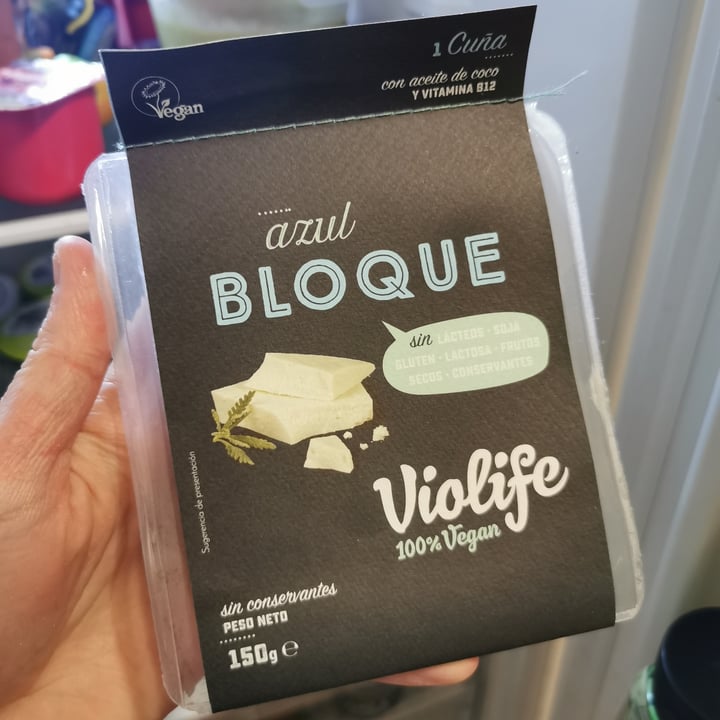 1 Cuña
con aceite de coco
Y VITAMINA B12
Vegan
azul
BLOQUE
sin LÁCTEOS · SOJA
GLUTEN · LACTOSA · FRUTOS
SECOS · CONSERVANTES
Violife
100% Vegan
Sugerencia de presentación
sin conservantes
PESO NETO
150g e